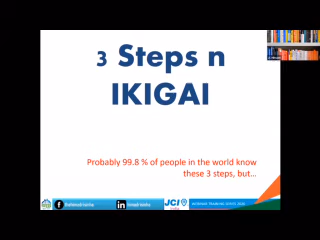 3 Steps n
IKIGAI
Probably 99.8 % of people in the world know
these 3 steps, but...
JCI